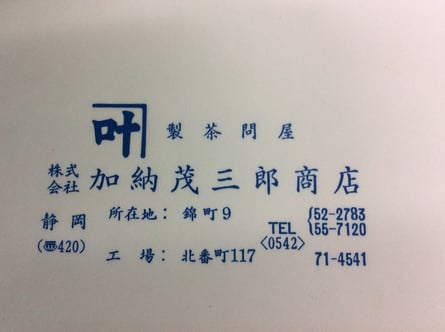 叶 製茶問屋
株式会社 加納茂三郎商店
静岡 所在地: 錦町9 TEL 52-2783
(〠420) <0542> 55-7120
工場: 北番町117 71-4541